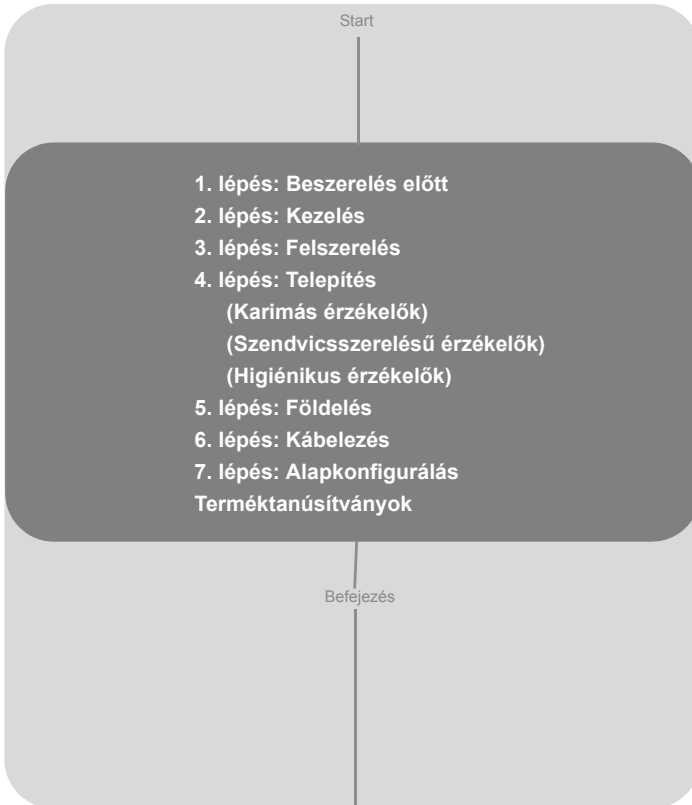 Start
1. lépés: Beszerelés előtt
2. lépés: Kezelés
3. lépés: Felszerelés
4. lépés: Telepítés
(Karimás érzékelők)
(Szendvicsszerelésű érzékelők)
(Higiénikus érzékelők)
5. lépés: Földelés
6. lépés: Kábelezés
7. lépés: Alapkonfigurálás
Terméktanúsítványok
Befejezés